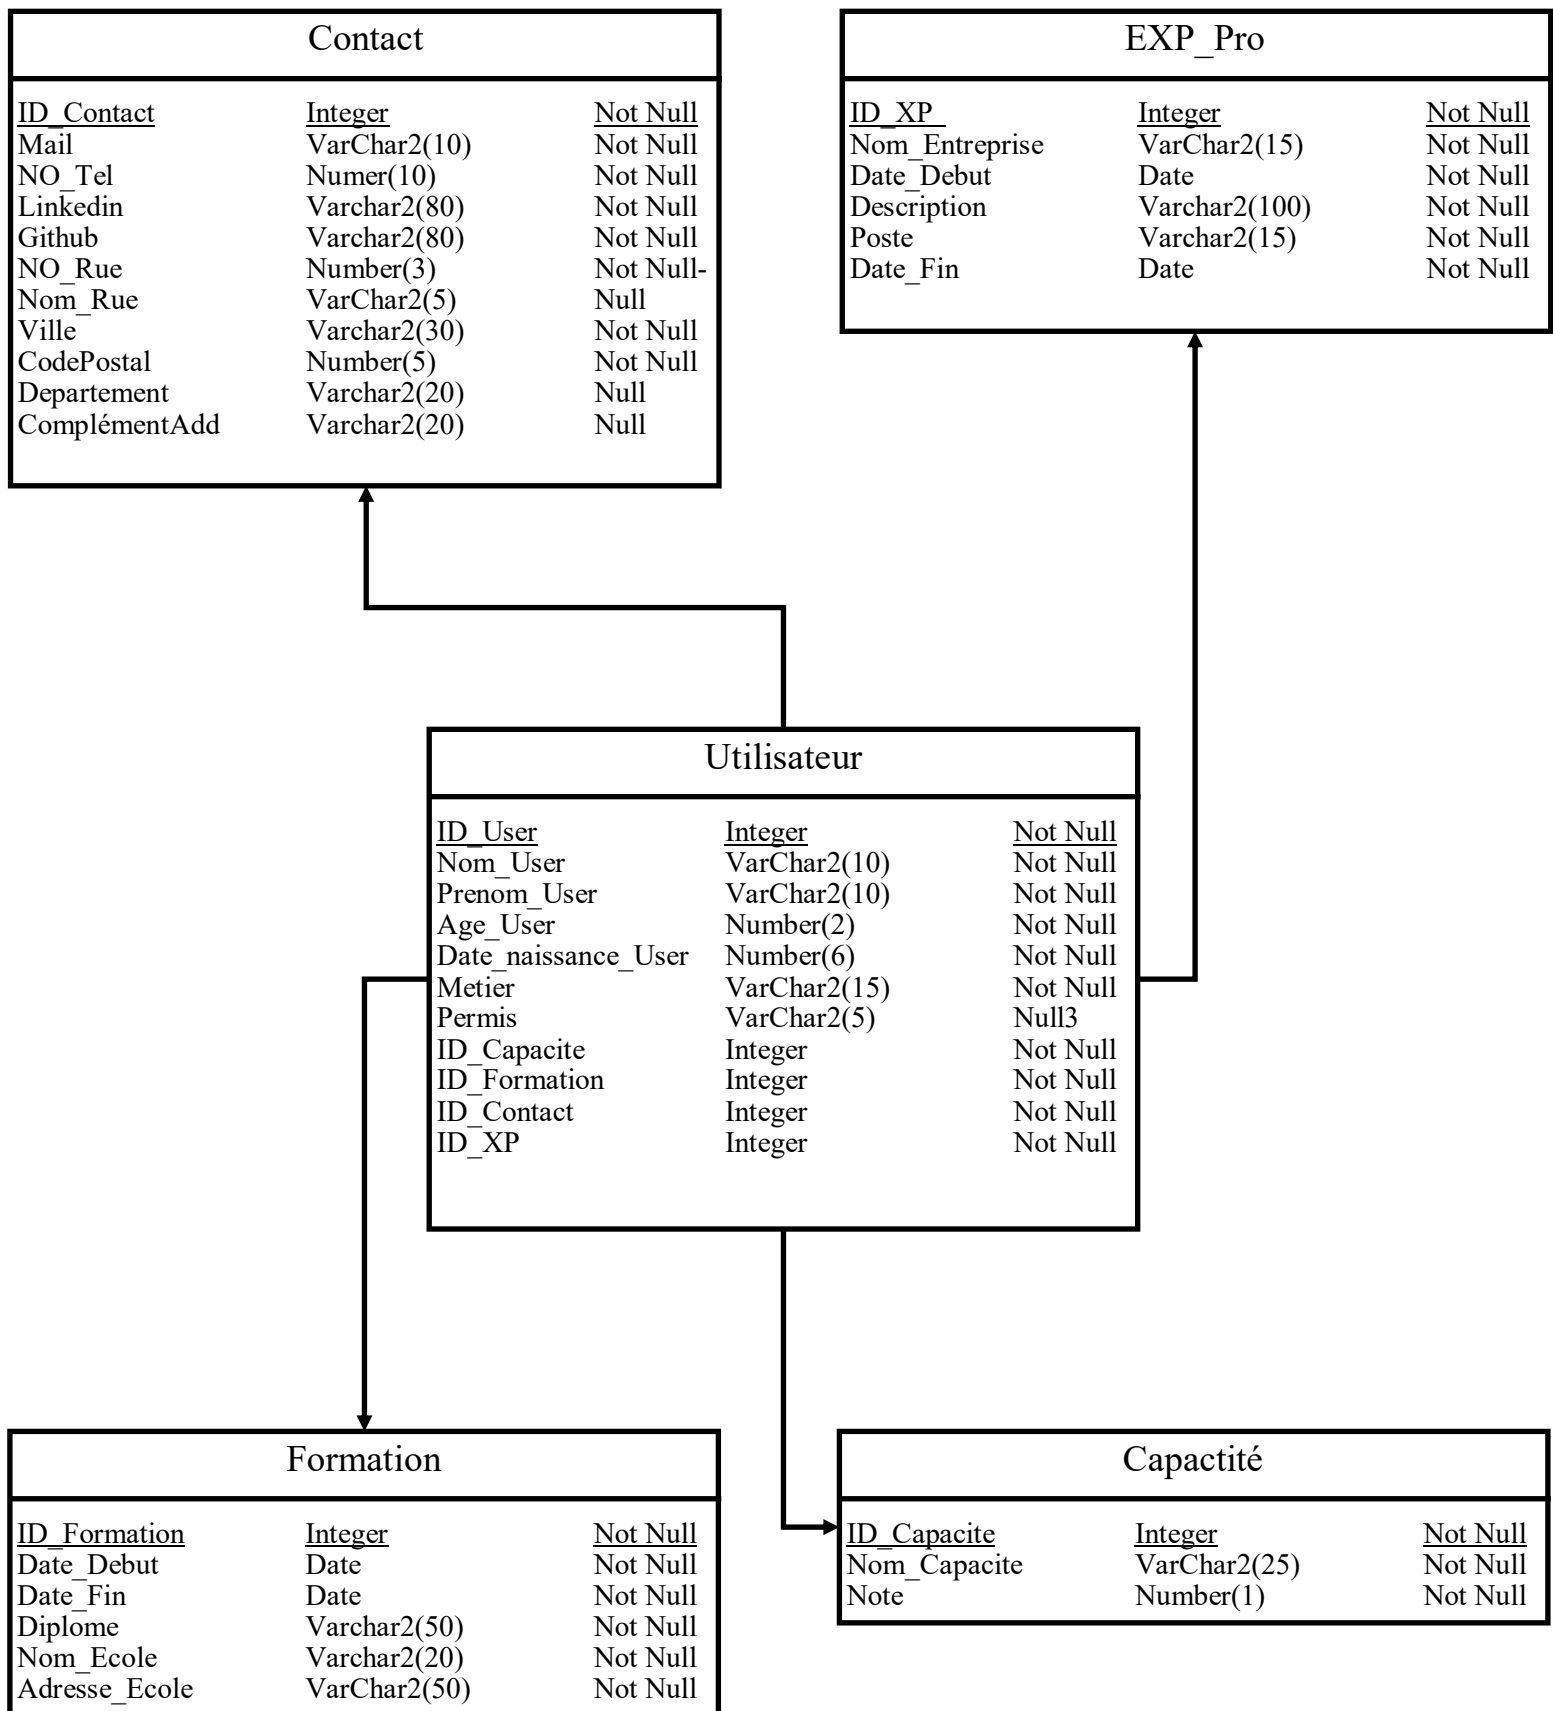 Contact
ID_Contact Integer Not Null
Mail VarChar2(10) Not Null
NO_Tel Numer(10) Not Null
Linkedin Varchar2(80) Not Null
Github Varchar2(80) Not Null
NO_Rue Number(3) Not Null-
Nom_Rue VarChar2(5) Null
Ville Varchar2(30) Not Null
CodePostal Number(5) Not Null
Departement Varchar2(20) Null
ComplémentAdd Varchar2(20) Null
EXP_Pro
ID_XP Integer Not Null
Nom_Entreprise VarChar2(15) Not Null
Date_Debut Date Not Null
Description Varchar2(100) Not Null
Poste Varchar2(15) Not Null
Date_Fin Date Not Null
Utilisateur
ID_User Integer Not Null
Nom_User VarChar2(10) Not Null
Prenom_User VarChar2(10) Not Null
Age_User Number(2) Not Null
Date_naissance_User Number(6) Not Null
Metier VarChar2(15) Not Null
Permis VarChar2(5) Null3
ID_Capacite Integer Not Null
ID_Formation Integer Not Null
ID_Contact Integer Not Null
ID_XP Integer Not Null
Formation
ID_Formation Integer Not Null
Date_Debut Date Not Null
Date_Fin Date Not Null
Diplome Varchar2(50) Not Null
Nom_Ecole Varchar2(20) Not Null
Adresse_Ecole VarChar2(50) Not Null
Capactité
ID_Capacite Integer Not Null
Nom_Capacite VarChar2(25) Not Null
Note Number(1) Not Null